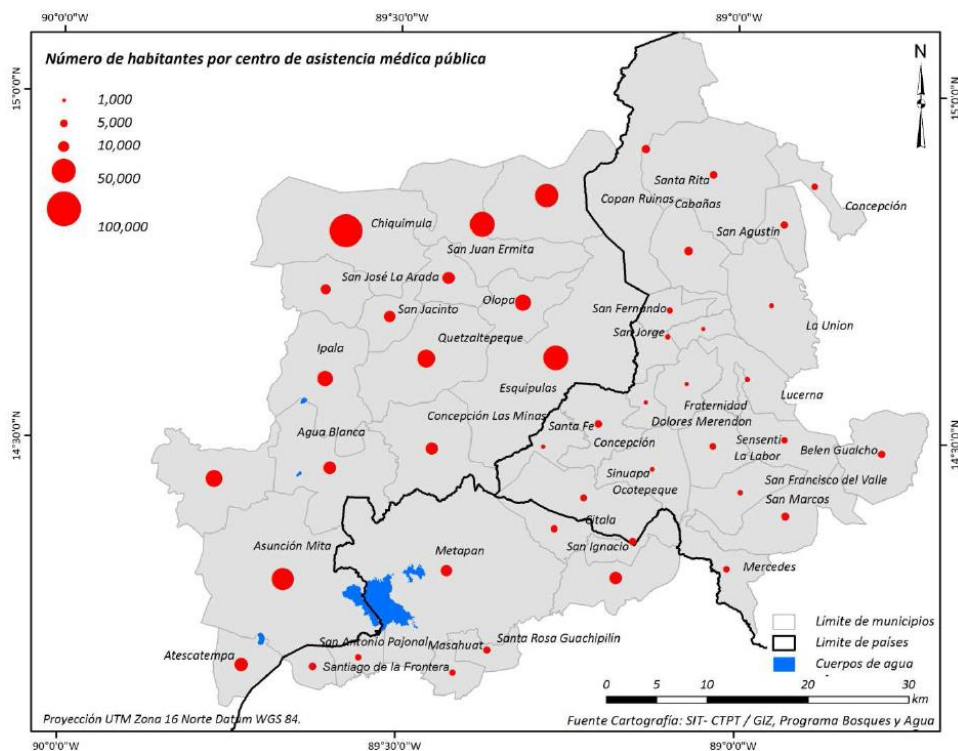 90°0'0"W
89°30'0"W
89°0'0"W
Número de habitantes por centro de asistencia médica pública
N
15°0'0"N
15°0'0"N
1,000
5,000
10,000
50,000
100,000
Santa Rita
Copan Ruinas
Cabañas
Concepción
Chiquimula
San Agustin
San Juan Ermita
San José La Arada
Olopa
San Jacinto
San Fernando
La Union
San Jorge
Quetzaltepeque
Ipala
Esquipulas
Lucerna
Fraternidad
Concepción Las Minas
Dolores Merendon
Santa Fe
Agua Blanca
14°30'0"N
14°30'0"N
Concepción
Sensenti
La Labor
Belen Gualcho
Sinuapa
San Francisco del Valle
Ocotepeque
San Marcos
Citala
Asunción Mita
San Ignacio
Metapan
Mercedes
Limite de municipios
San Antonio Pajonal
Masahuat
Santa Rosa Guachipilin
Limite de países
Atescatempa
Santiago de la Frontera
Cuerpos de agua
0 5 10 20 30
km
Proyección UTM Zona 16 Norte Datum WGS 84.
Fuente Cartografía: SIT- CTPT / GIZ, Programa Bosques y Agua
90°0'0"W
89°30'0"W
89°0'0"W